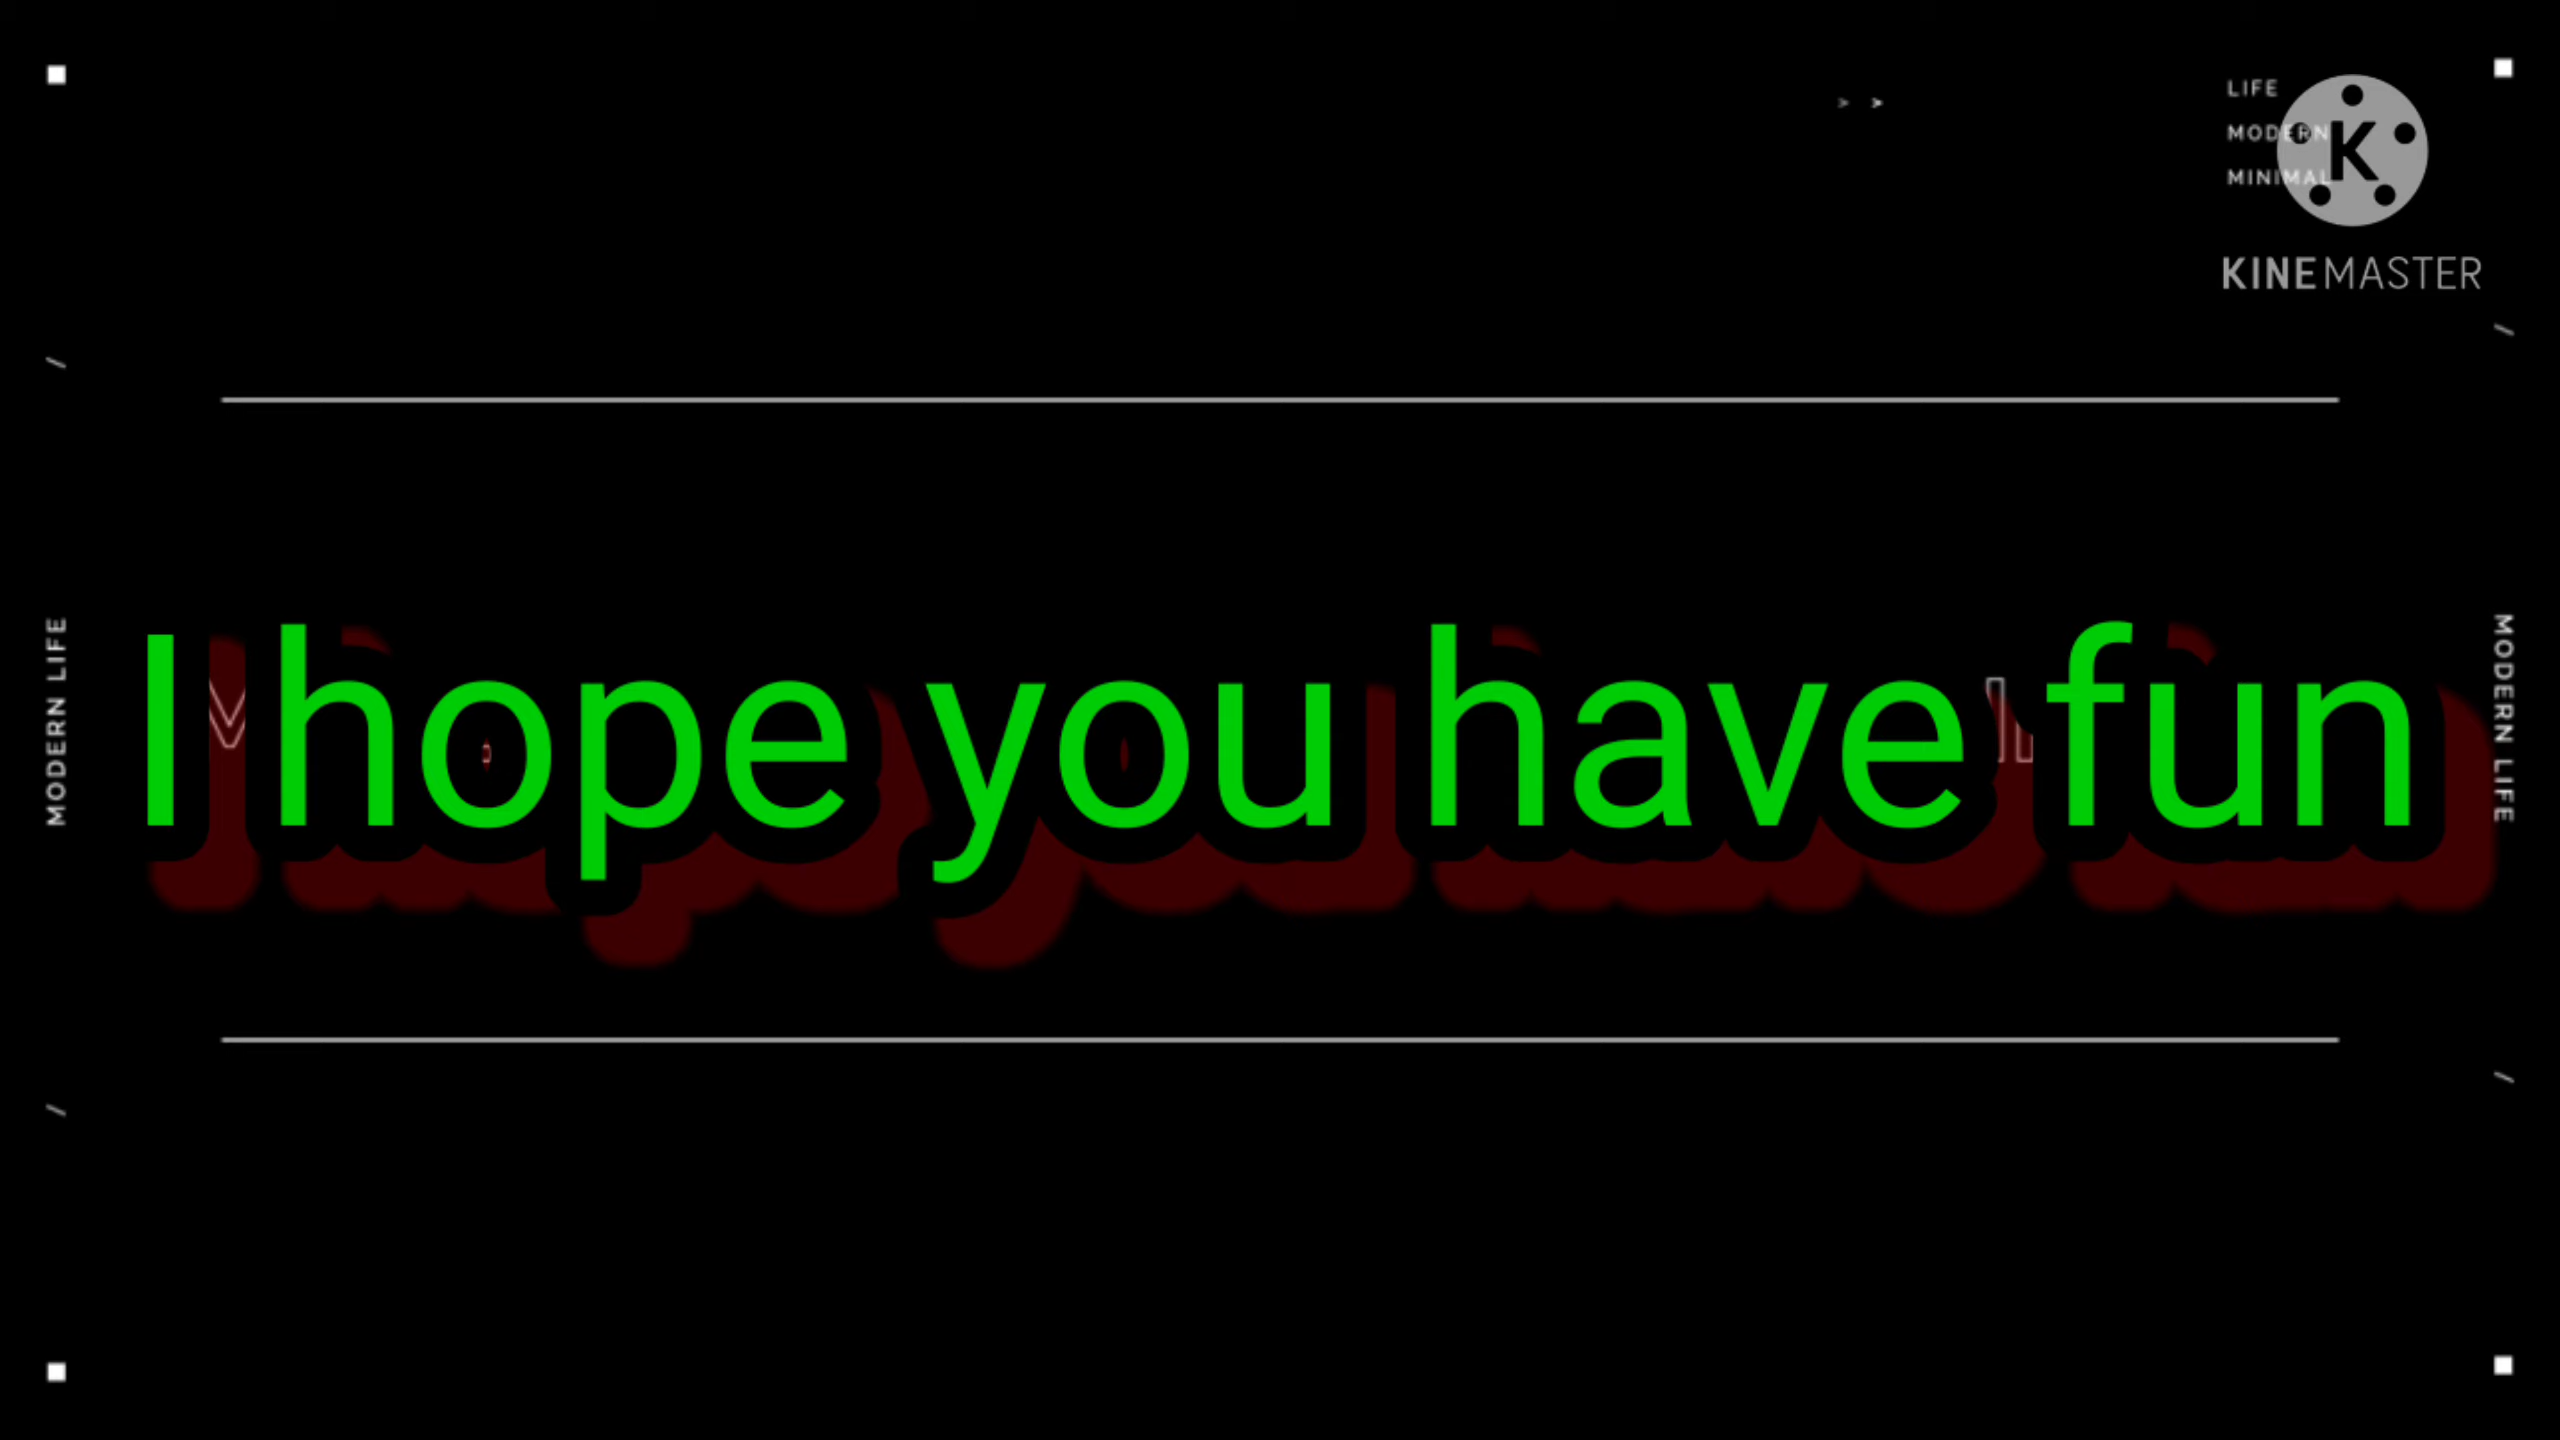 LIFE
MODERN
MINIMAL
KINEMASTER
MODERN LIFE
I hope you have fun
MODERN LIFE